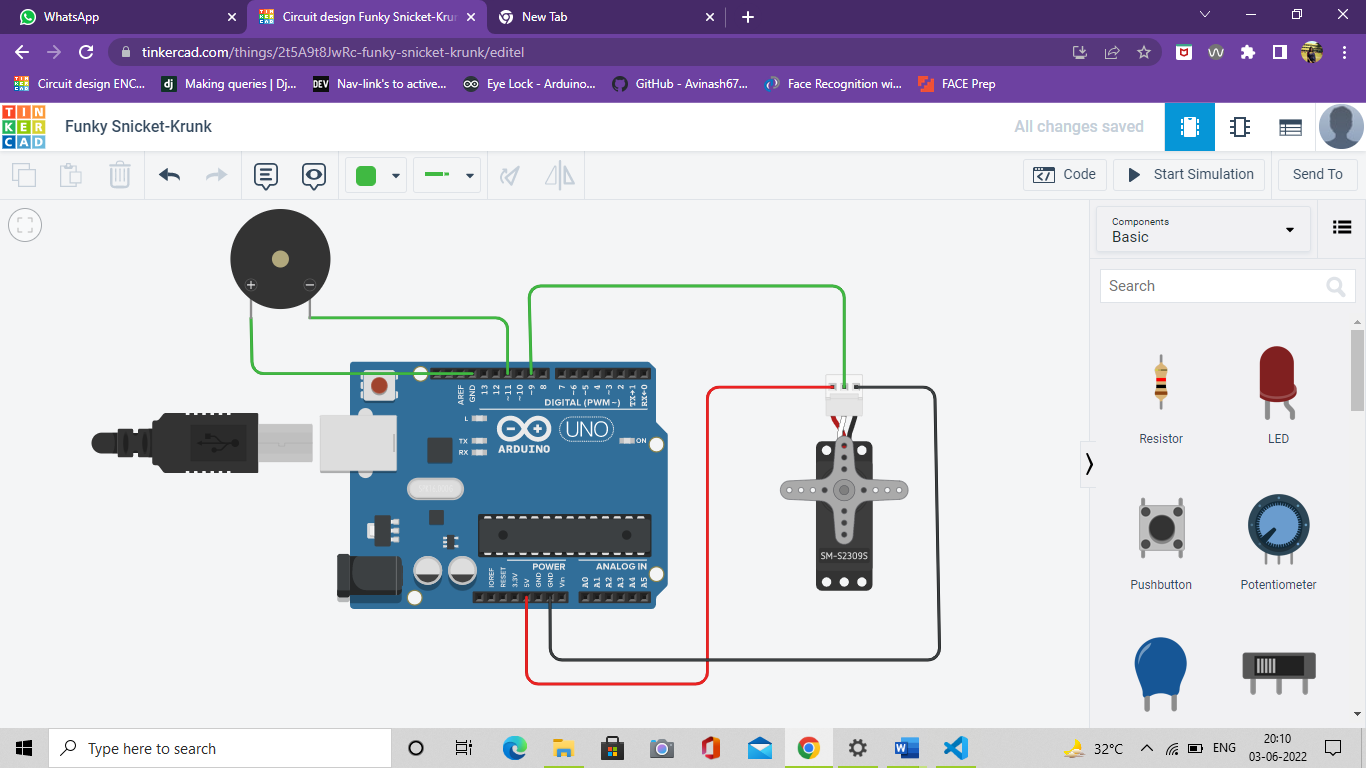 WhatsApp
Circuit design Funky Snicket-Krun
New Tab
tinkercad.com/things/2t5A9t8JwRc-funky-snicket-krunk/editel
Circuit design ENC...
Making queries | Dj...
Nav-link's to active...
Eye Lock - Arduino...
GitHub - Avinash67...
Face Recognition wi...
FACE Prep
TIN
KER
CAD
Funky Snicket-Krunk
All changes saved
Code
Start Simulation
Send To
Components
Basic
Search
Resistor
LED
Pushbutton
Potentiometer
AREF
GND
13
12
~11
~10
~9
8
7
~6
~5
4
~3
2
TX→1
RX←0
DIGITAL (PWM~)
L
TX
RX
ON
UNO
ARDUINO
POWER
ANALOG IN
IOREF
RESET
3.3V
5V
GND
GND
Vin
A0
A1
A2
A3
A4
A5
SM-S2309S
Type here to search
32°C
ENG
20:10
03-06-2022